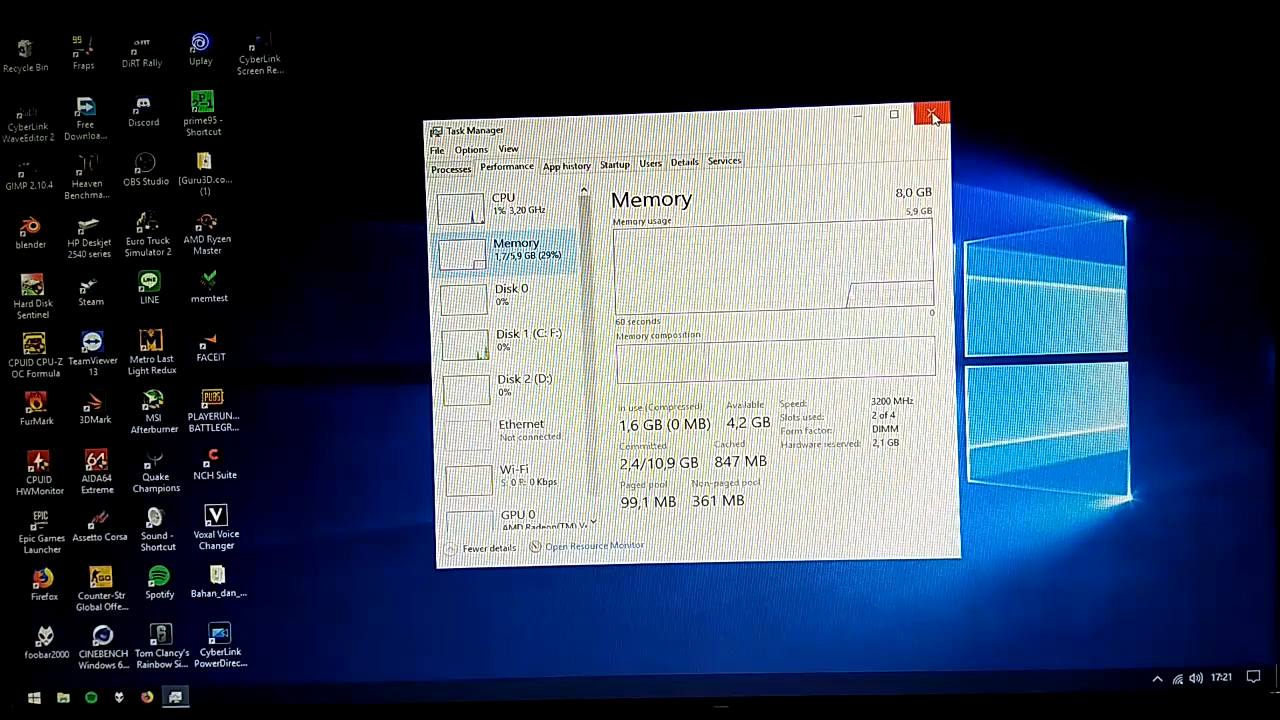 Recycle Bin
Fraps
DiRT Rally
Uplay
CyberLink
Screen Re...
CyberLink
WaveEditor 2
Free
Downloa...
Discord
prime95 -
Shortcut
GIMP 2.10.4
Heaven
Benchma...
OBS Studio
[Guru3D.co...
(1)
blender
HP Deskjet
2540 series
Euro Truck
Simulator 2
AMD Ryzen
Master
Hard Disk
Sentinel
Steam
LINE
memtest
CPUID CPU-Z
OC Formula
TeamViewer
13
Metro Last
Light Redux
FACEIT
FurMark
3DMark
MSI
Afterburner
PLAYERUN...
BATTLEGR...
CPUID
HWMonitor
AIDA64
Extreme
Quake
Champions
NCH Suite
Epic Games
Launcher
Assetto Corsa
Sound -
Shortcut
Voxal Voice
Changer
Firefox
Counter-Str
Global Offe...
Spotify
Bahan_dan_...
foobar2000
CINEBENCH
Windows 6...
Tom Clancy's
Rainbow Si...
CyberLink
PowerDirec...
Task Manager
File Options View
Processes Performance App history Startup Users Details Services
CPU
1% 3,20 GHz
Memory
1,7/5,9 GB (29%)
Disk 0
0%
Disk 1 (C: F:)
0%
Disk 2 (D:)
0%
Ethernet
Not connected
Wi-Fi
S: 0 R: 0 Kbps
GPU 0
Memory 8,0 GB
Memory usage 5,9 GB
60 seconds 0
Memory composition
In use (Compressed) Available
1,6 GB (0 MB) 4,2 GB
Committed Cached
2,4/10,9 GB 847 MB
Paged pool Non-paged pool
99,1 MB 361 MB
Speed: 3200 MHz
Slots used: 2 of 4
Form factor: DIMM
Hardware reserved: 2,1 GB
Fewer details Open Resource Monitor
17:21